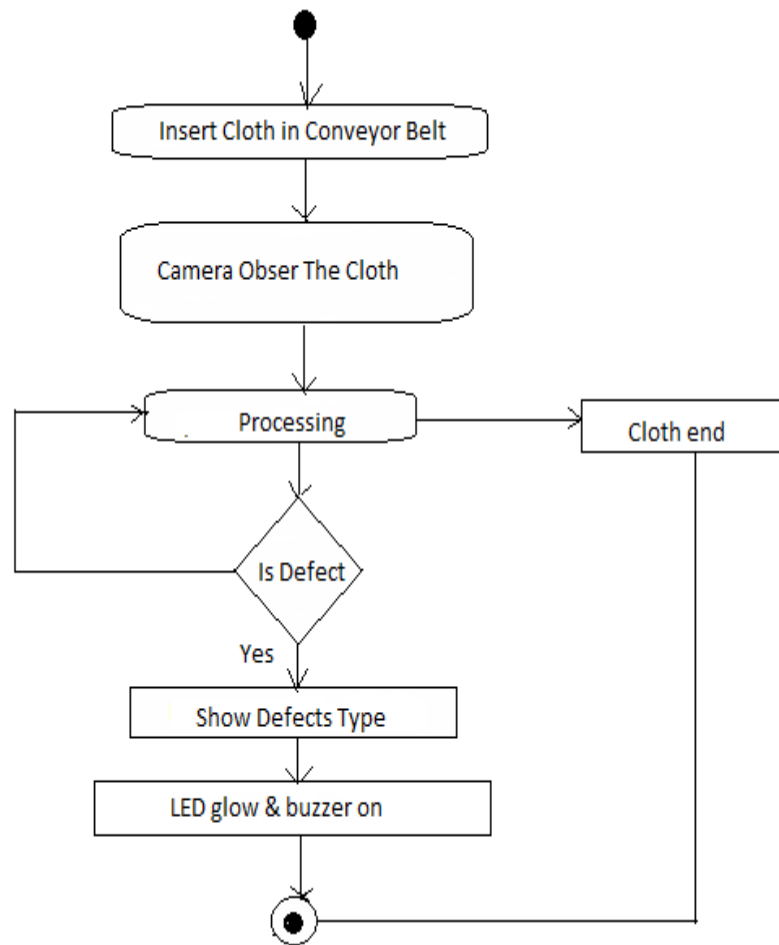 Insert Cloth in Conveyor Belt
Camera Obser The Cloth
Processing
Cloth end
Is Defect
Yes
Show Defects Type
LED glow & buzzer on